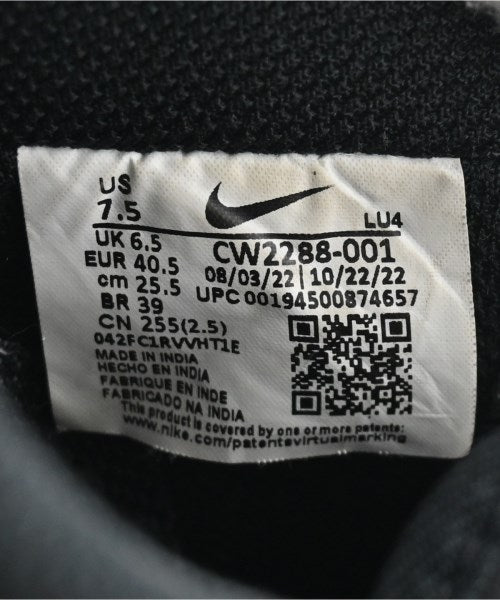 US
7.5
LU4
UK 6.5
CW2288-001
EUR 40.5
08/03/22 | 10/22/22
cm 25.5
UPC 00194500874657
BR 39
CN 255(2.5)
042FC1RVVHT1E
MADE IN INDIA
HECHO EN INDIA
FABRIQUE EN INDE
FABRICADO NA INDIA
This product is covered by one or more patents:
www.nike.com/patentsvirtualmarking